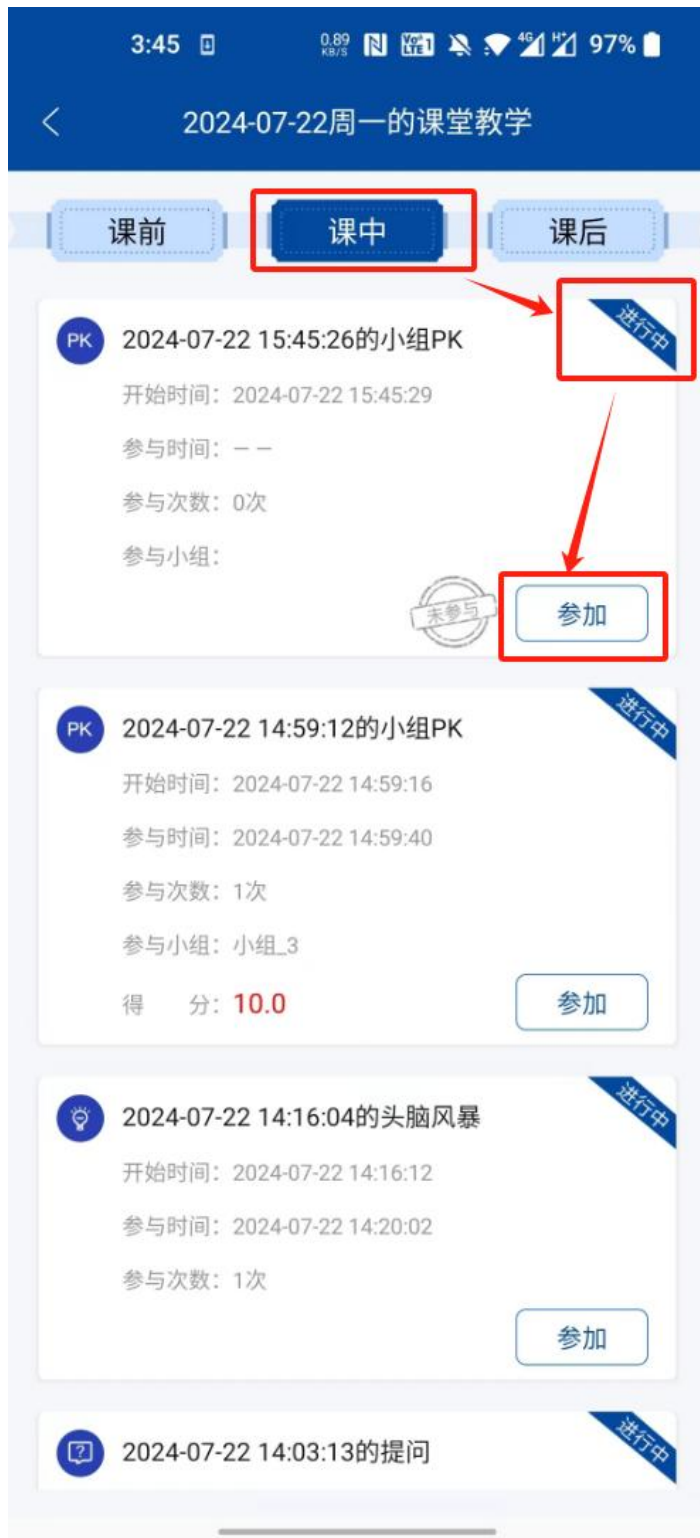 3:45 0.89 KB/S N Vo 1 LTE 4G H+ 97%
2024-07-22周一的课堂教学
课前 课中 课后
进行中
PK 2024-07-22 15:45:26的小组PK
开始时间：2024-07-22 15:45:29
参与时间：– –
参与次数：0次
参与小组：
未参与 参加
进行中
PK 2024-07-22 14:59:12的小组PK
开始时间：2024-07-22 14:59:16
参与时间：2024-07-22 14:59:40
参与次数：1次
参与小组：小组_3
得 分：10.0 参加
进行中
2024-07-22 14:16:04的头脑风暴
开始时间：2024-07-22 14:16:12
参与时间：2024-07-22 14:20:02
参与次数：1次
参加
进行中
? 2024-07-22 14:03:13的提问